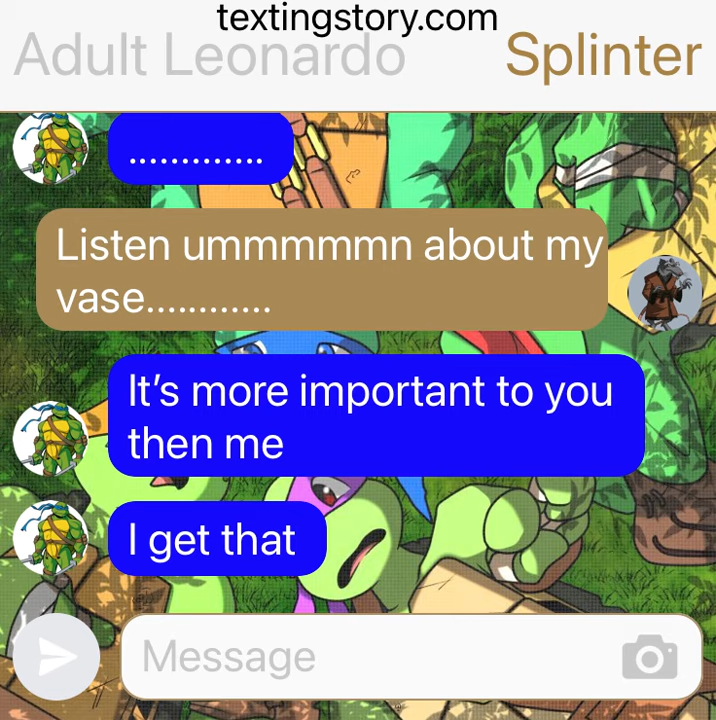 textingstory.com
Adult Leonardo Splinter
.............
Listen ummmmmn about my
vase............
It’s more important to you
then me
I get that
Message